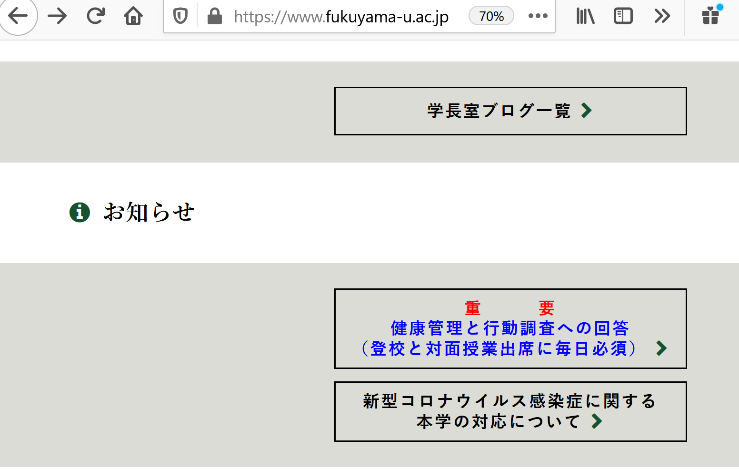 https://www.fukuyama-u.ac.jp 70%
学長室ブログ一覧
お知らせ
重 要
健康管理と行動調査への回答
（登校と対面授業出席に毎日必須）
新型コロナウイルス感染症に関する
本学の対応について